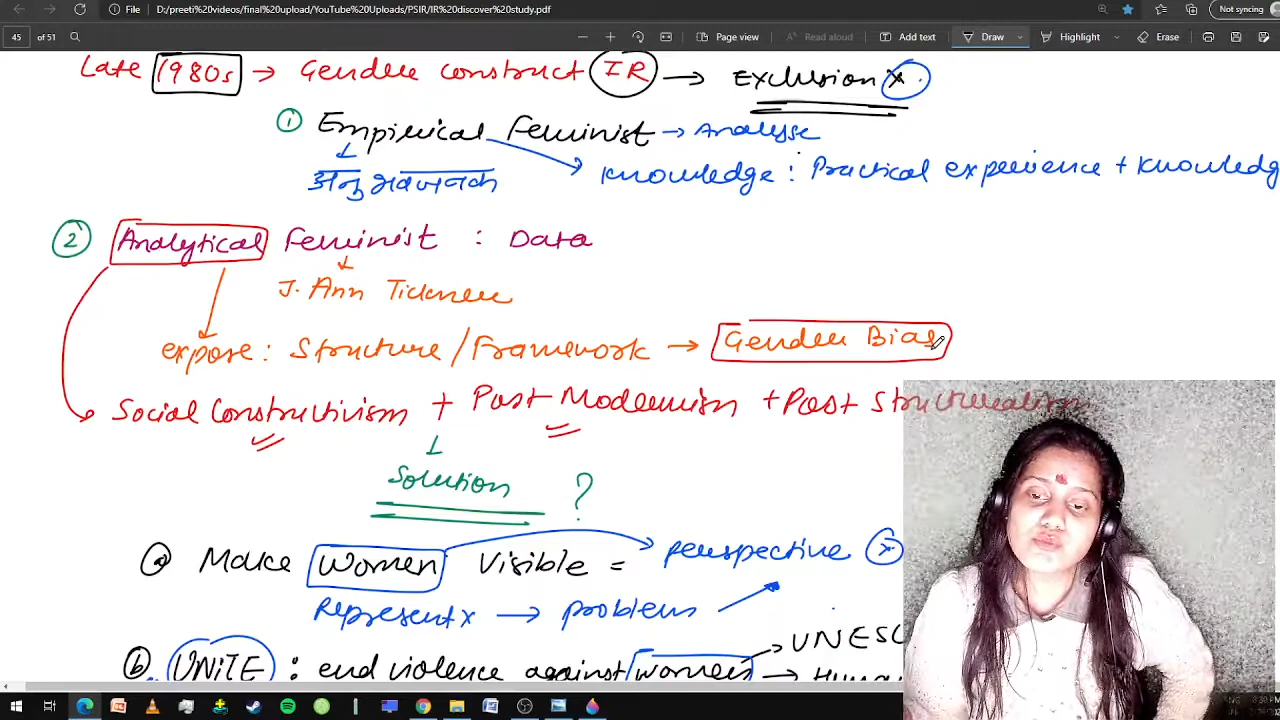 File D:/preeti%20videos/final%20upload/YouTube%20Uploads/PSIR/IR%20discover%20study.pdf Not syncing
45 of 51 Page view Read aloud Draw Add text Highlight Erase
Late 1980s → Gender construct IR → Exclusion x
① Empirical Feminist → Analyse
अनुभवजनक Knowledge : Practical experience + Knowledg
② Analytical Feminist : Data
J. Ann Tickner
expose : Structure / Framework → Gender Bias
Social Constructivism + Post Modernism + Post Structuralism
Solution ?
ⓐ Make Women Visible = perspective x
Represent x → problem
ⓑ UNiTE : end violence against women → UNESC
→ Huma